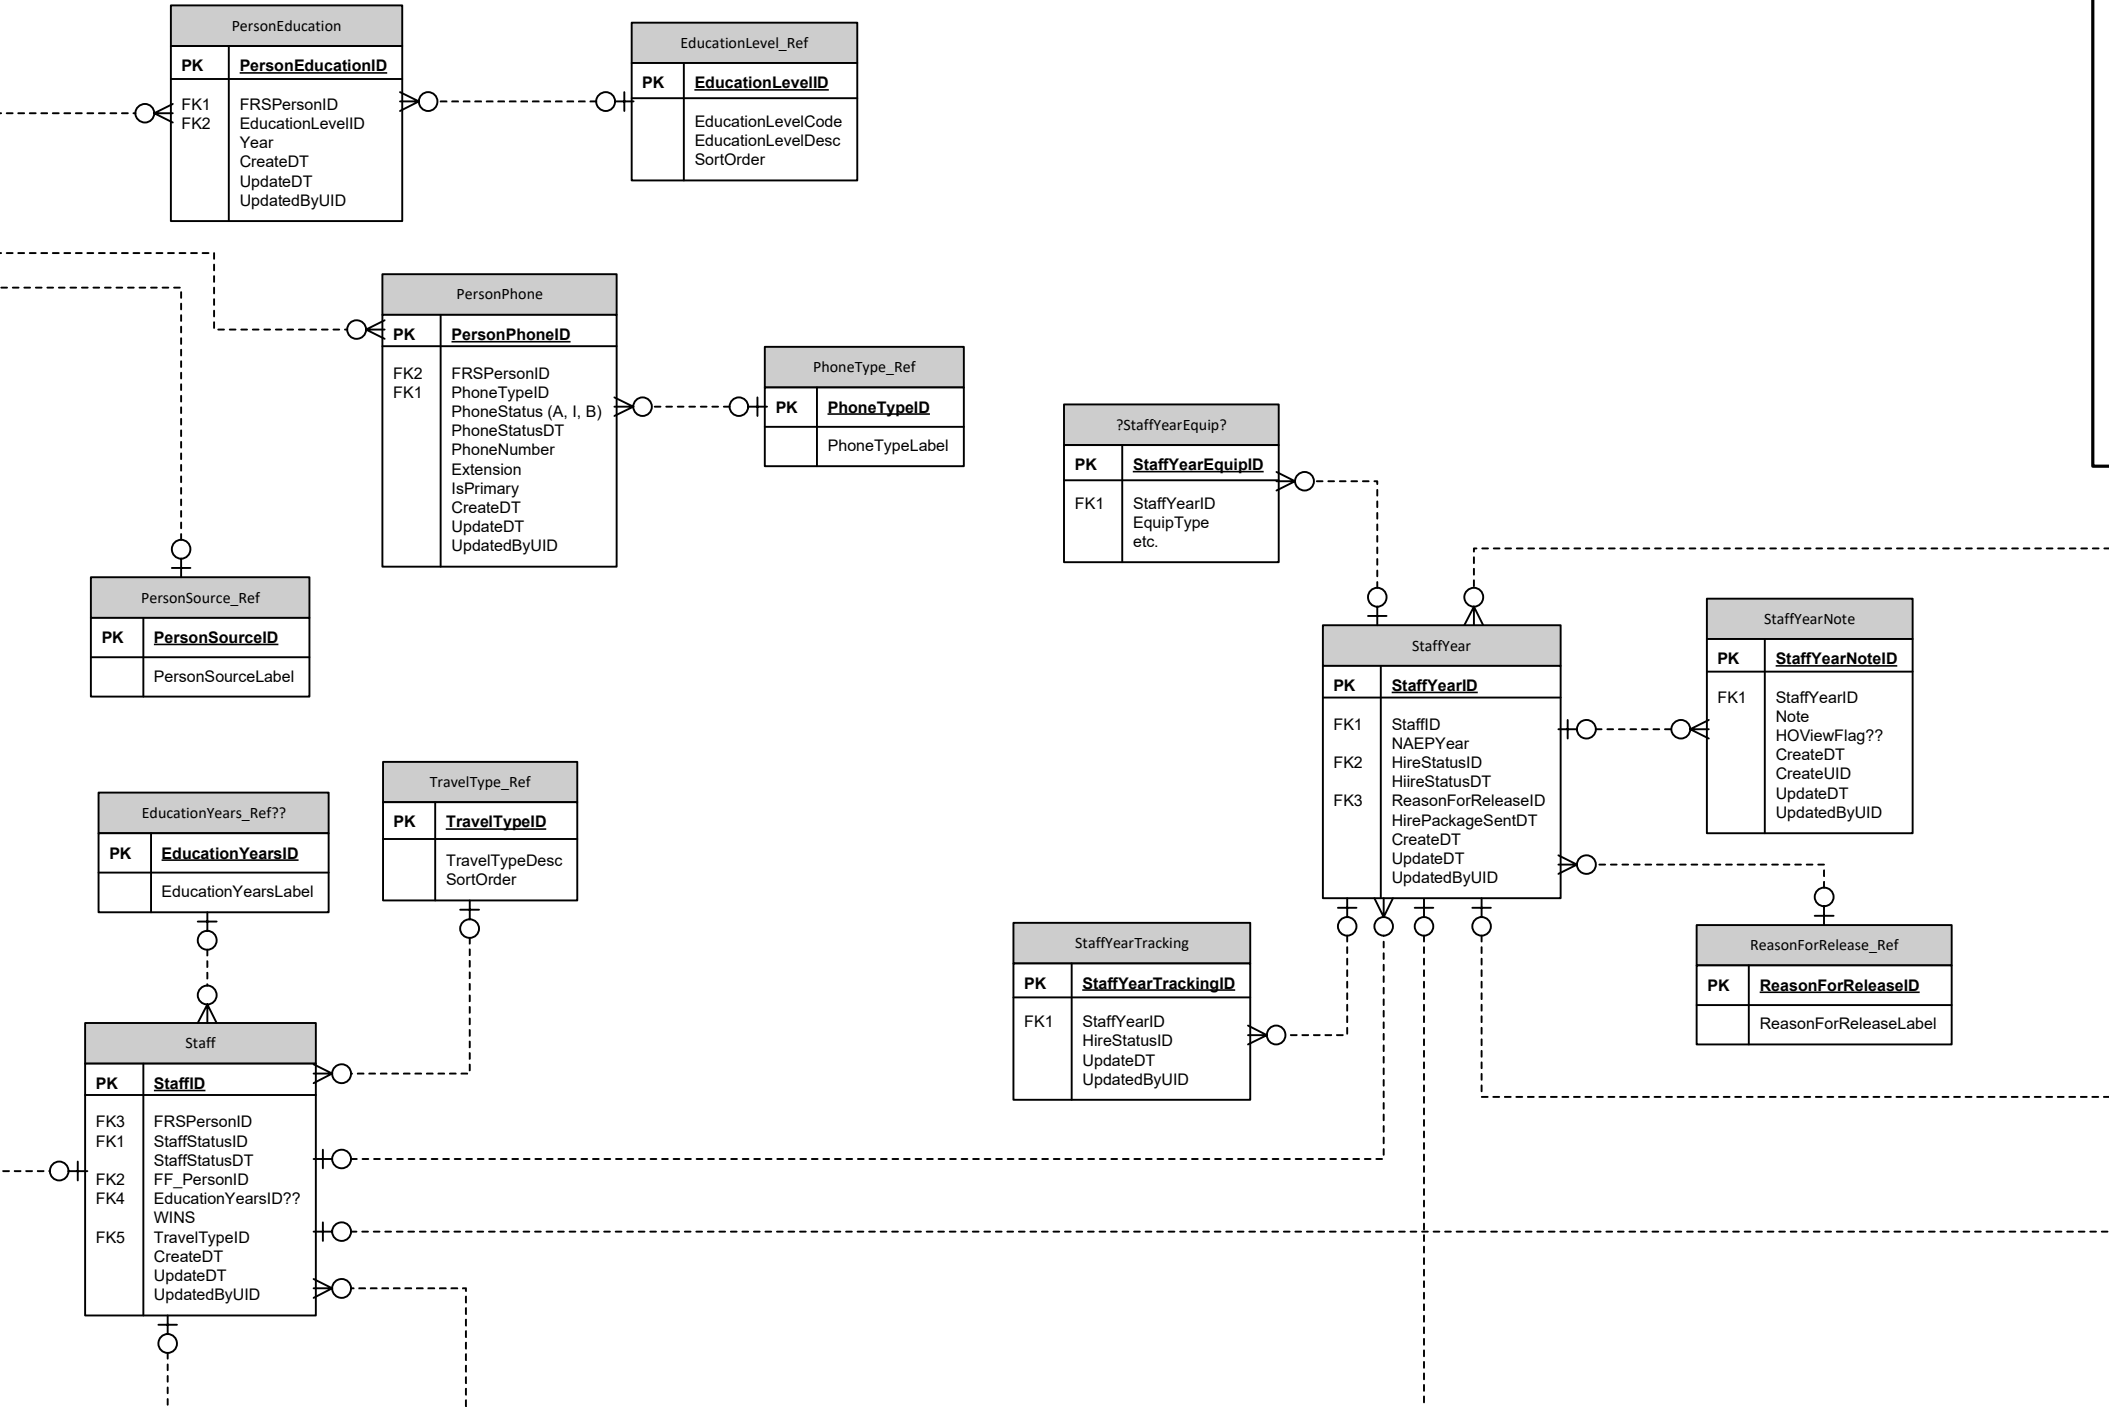 PersonEducation
PK PersonEducationID
FK1 FRSPersonID
FK2 EducationLevelID
Year
CreateDT
UpdateDT
UpdatedByUID
EducationLevel_Ref
PK EducationLevelID
EducationLevelCode
EducationLevelDesc
SortOrder
PersonPhone
PK PersonPhoneID
FK2 FRSPersonID
FK1 PhoneTypeID
PhoneStatus (A, I, B)
PhoneStatusDT
PhoneNumber
Extension
IsPrimary
CreateDT
UpdateDT
UpdatedByUID
PhoneType_Ref
PK PhoneTypeID
PhoneTypeLabel
?StaffYearEquip?
PK StaffYearEquipID
FK1 StaffYearID
EquipType
etc.
PersonSource_Ref
PK PersonSourceID
PersonSourceLabel
StaffYear
PK StaffYearID
FK1 StaffID
NAEPYear
FK2 HireStatusID
HiireStatusDT
FK3 ReasonForReleaseID
HirePackageSentDT
CreateDT
UpdateDT
UpdatedByUID
StaffYearNote
PK StaffYearNoteID
FK1 StaffYearID
Note
HOViewFlag??
CreateDT
CreateUID
UpdateDT
UpdatedByUID
EducationYears_Ref??
PK EducationYearsID
EducationYearsLabel
TravelType_Ref
PK TravelTypeID
TravelTypeDesc
SortOrder
StaffYearTracking
PK StaffYearTrackingID
FK1 StaffYearID
HireStatusID
UpdateDT
UpdatedByUID
ReasonForRelease_Ref
PK ReasonForReleaseID
ReasonForReleaseLabel
Staff
PK StaffID
FK3 FRSPersonID
FK1 StaffStatusID
StaffStatusDT
FK2 FF_PersonID
FK4 EducationYearsID??
WINS
FK5 TravelTypeID
CreateDT
UpdateDT
UpdatedByUID